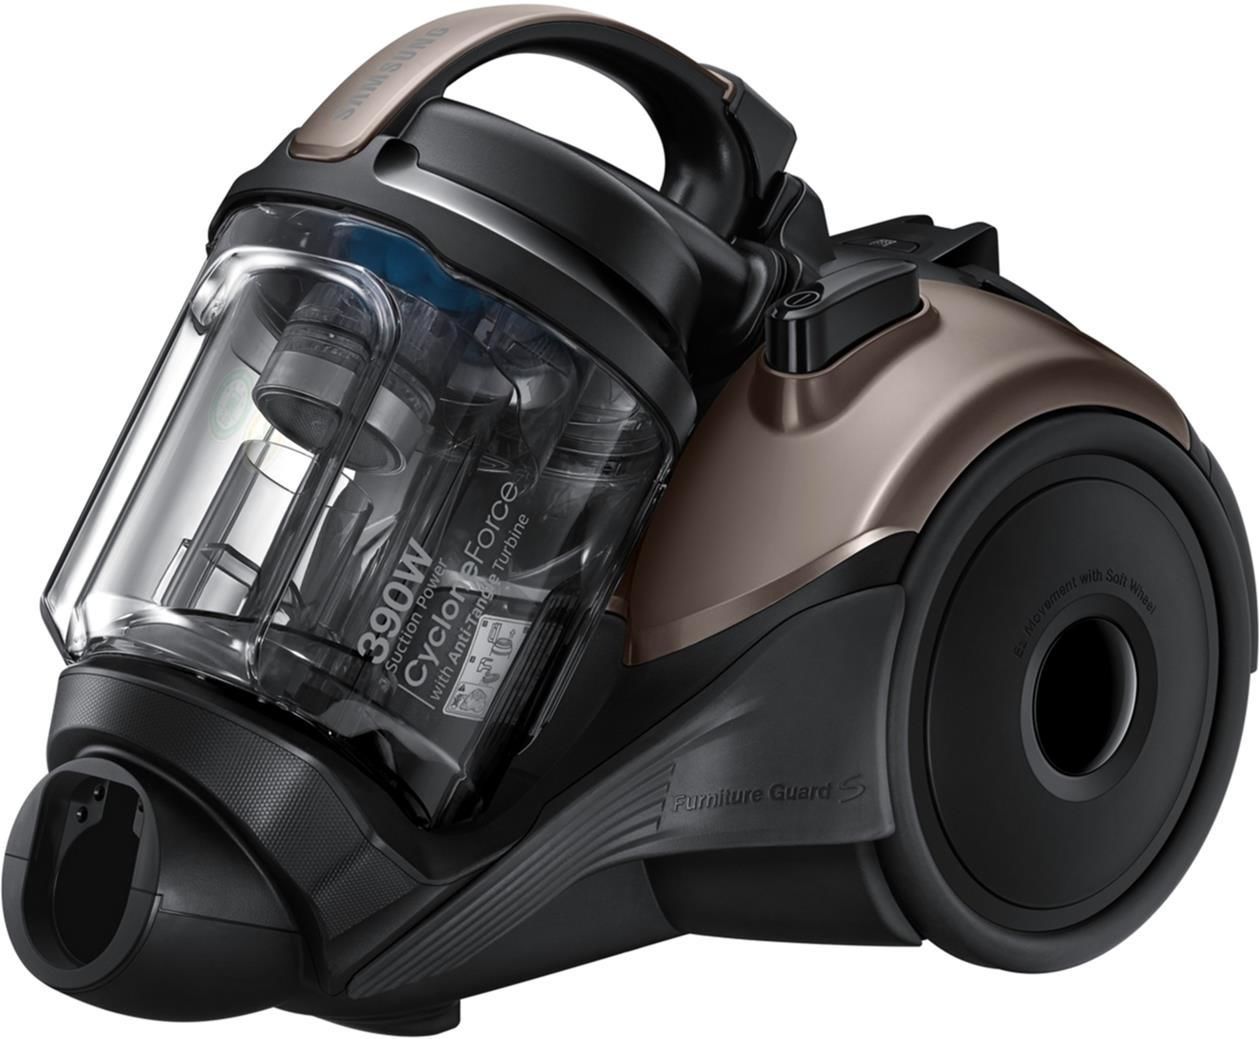 SAMSUNG
390W
Suction Power
CycloneForce
with Anti-Tangle Turbine
Furniture Guard S
Ez Movement with Soft Wheel